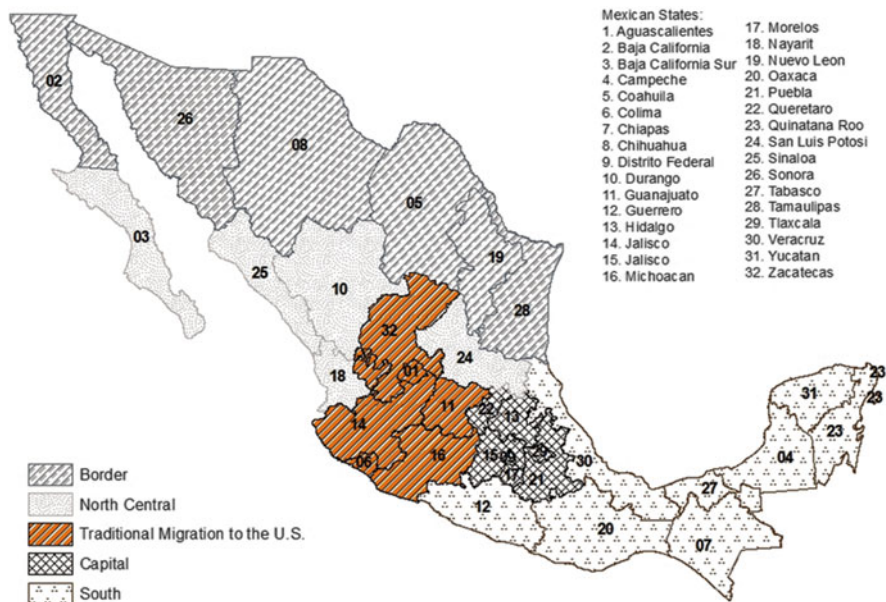 Mexican States:
1. Aguascalientes
2. Baja California
3. Baja California Sur
4. Campeche
5. Coahuila
6. Colima
7. Chiapas
8. Chihuahua
9. Distrito Federal
10. Durango
11. Guanajuato
12. Guerrero
13. Hidalgo
14. Jalisco
15. Jalisco
16. Michoacan
17. Morelos
18. Nayarit
19. Nuevo Leon
20. Oaxaca
21. Puebla
22. Queretaro
23. Quinatana Roo
24. San Luis Potosi
25. Sinaloa
26. Sonora
27. Tabasco
28. Tamaulipas
29. Tlaxcala
30. Veracruz
31. Yucatan
32. Zacatecas
02
26
08
05
03
19
25
10
28
32
24
01
18
23
31
23
11
22
13
14
23
15
09
29
30
04
06
16
17
21
27
12
20
07
Border
North Central
Traditional Migration to the U.S.
Capital
South